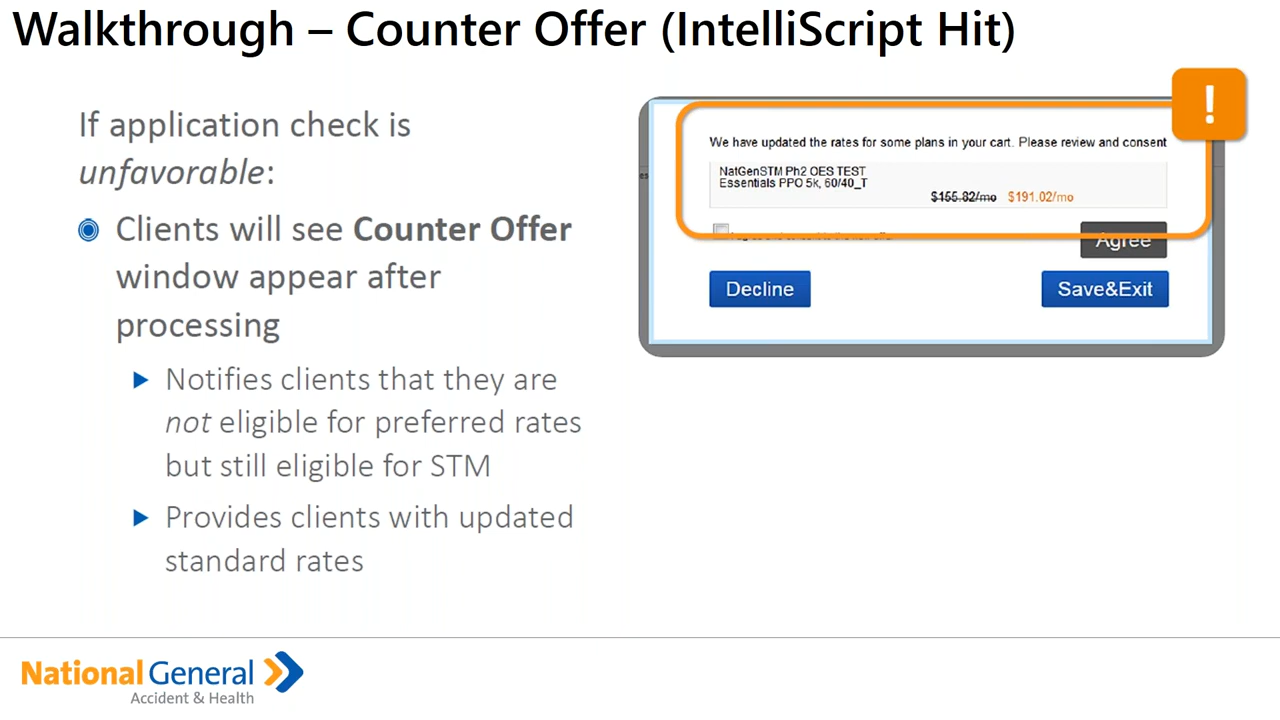 Walkthrough – Counter Offer (IntelliScript Hit)
If application check is
unfavorable:
Clients will see Counter Offer
window appear after
processing
Notifies clients that they are
not eligible for preferred rates
but still eligible for STM
Provides clients with updated
standard rates
!
We have updated the rates for some plans in your cart. Please review and consent
NatGenSTM Ph2 OES TEST
Essentials PPO 5k, 60/40_T
$155.82/mo $191.02/mo
Agree
Decline
Save&Exit
National General
Accident & Health